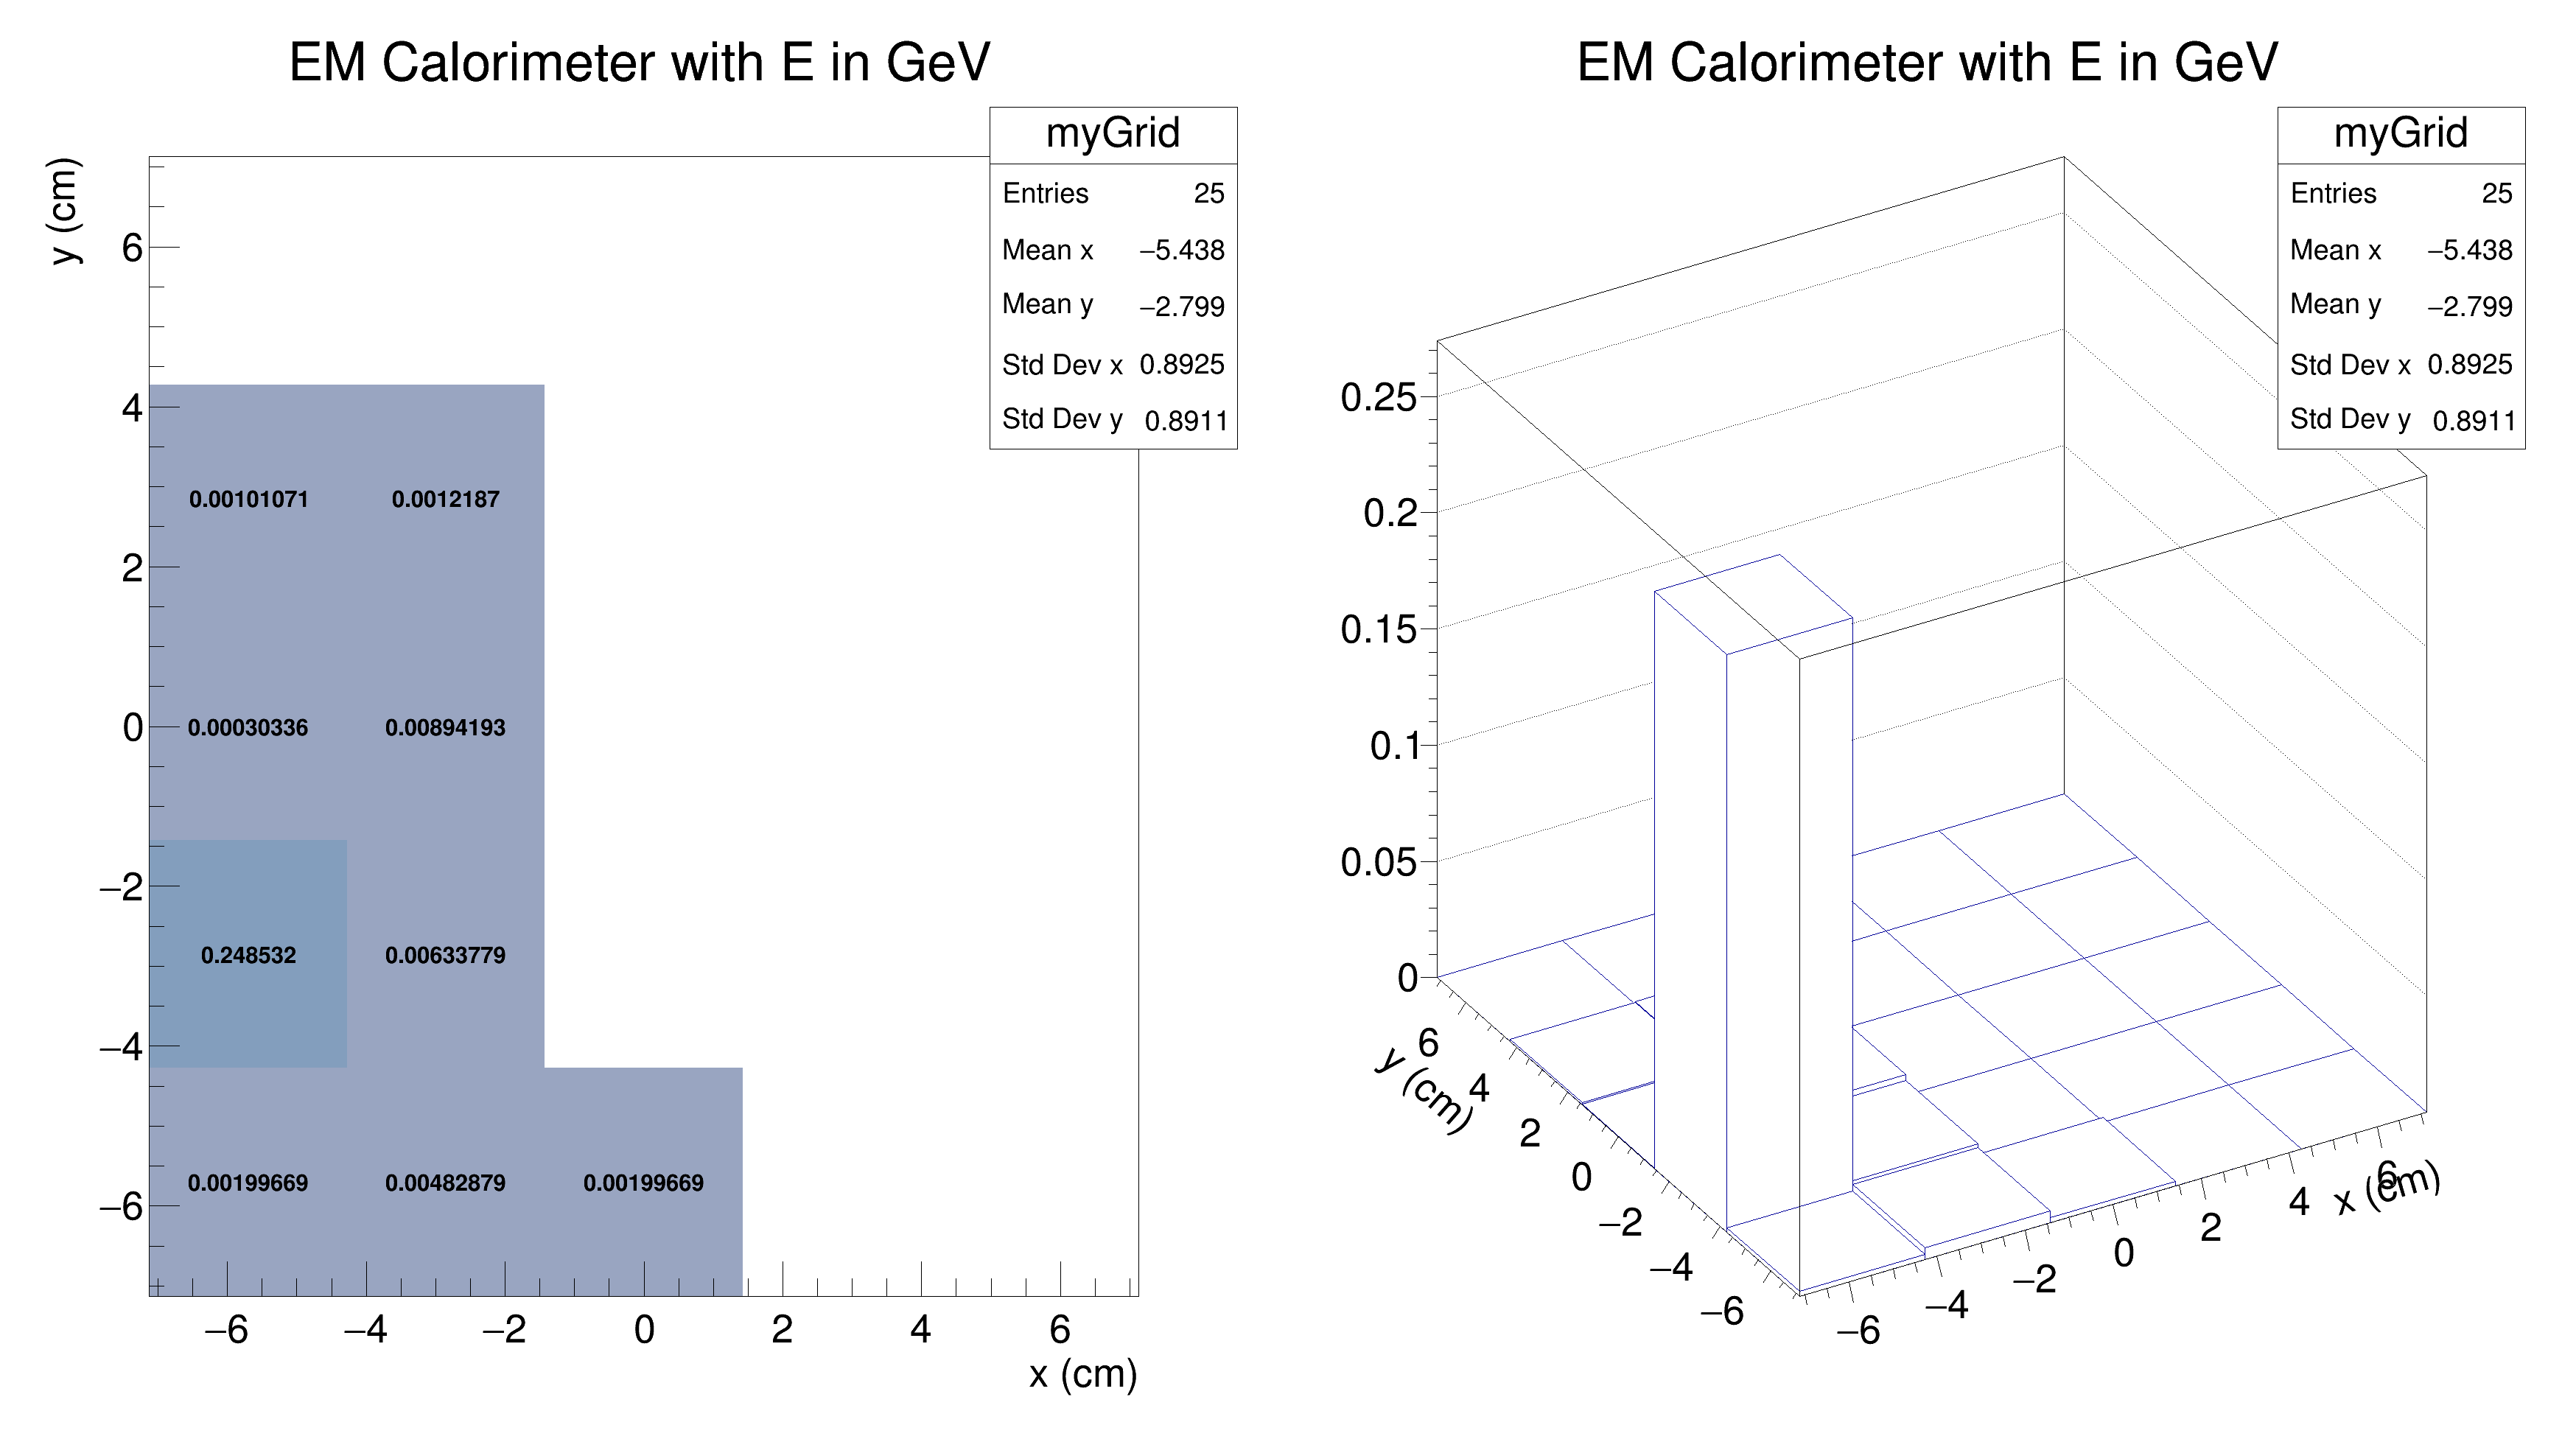 EM Calorimeter with E in GeV
myGrid
Entries 25
Mean x −5.438
Mean y −2.799
Std Dev x 0.8925
Std Dev y 0.8911
y (cm)
6
4
2
0
−2
−4
−6
0.00101071 0.0012187
0.00030336 0.00894193
0.248532 0.00633779
0.00199669 0.00482879 0.00199669
−6 −4 −2 0 2 4 6
x (cm)
EM Calorimeter with E in GeV
myGrid
Entries 25
Mean x −5.438
Mean y −2.799
Std Dev x 0.8925
Std Dev y 0.8911
0.25
0.2
0.15
0.1
0.05
0
6
4
2
0
−2
−4
−6
y (cm)
−6
−4
−2
0
2
4
6
x (cm)